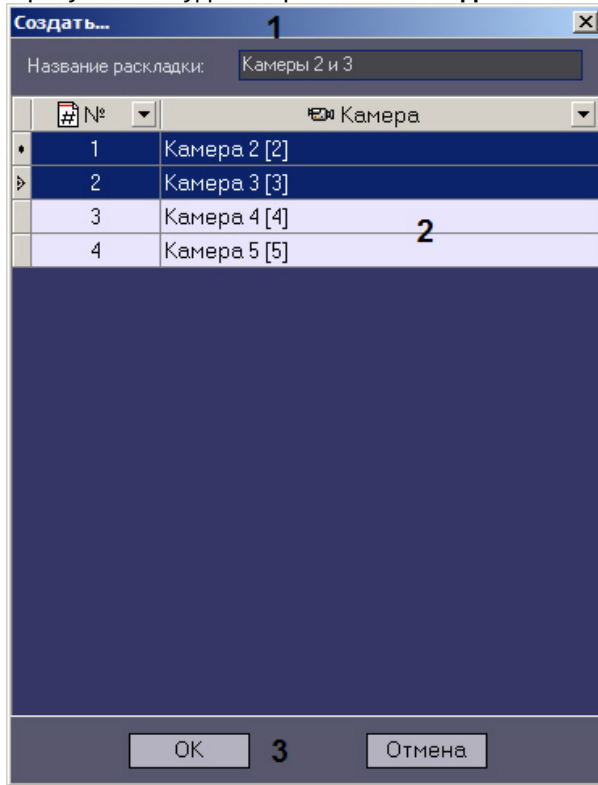 Создать... 1
Название раскладки: Камеры 2 и 3
№ Камера
1 Камера 2 [2]
2 Камера 3 [3]
3 Камера 4 [4]
2
4 Камера 5 [5]
OK 3 Отмена